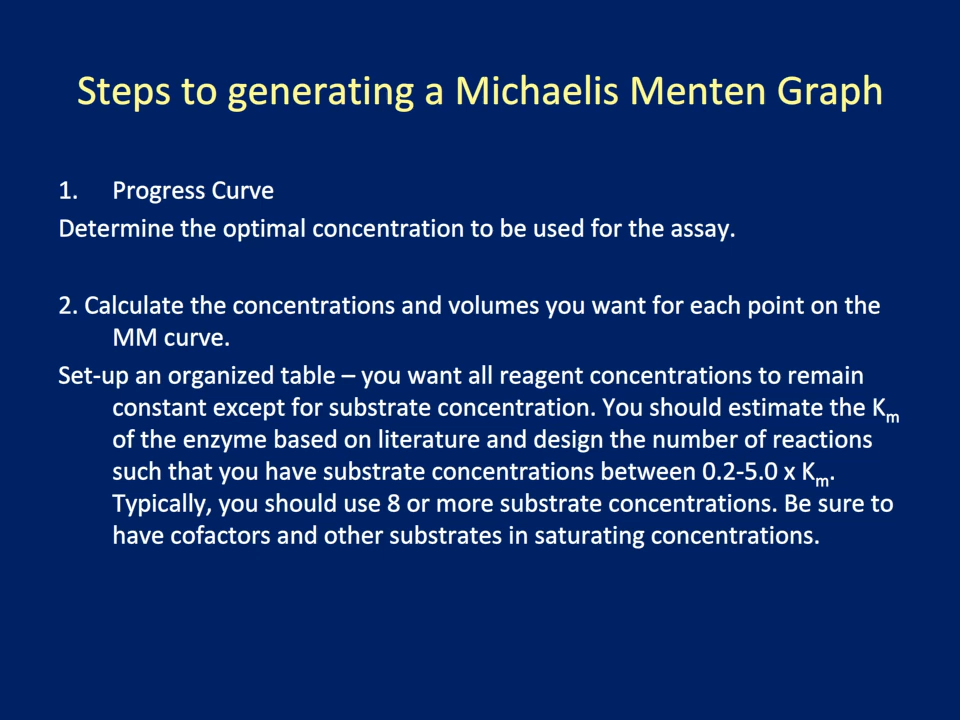 Steps to generating a Michaelis Menten Graph
1. Progress Curve
Determine the optimal concentration to be used for the assay.
2. Calculate the concentrations and volumes you want for each point on the
MM curve.
Set-up an organized table – you want all reagent concentrations to remain
constant except for substrate concentration. You should estimate the Km
of the enzyme based on literature and design the number of reactions
such that you have substrate concentrations between 0.2-5.0 x Km.
Typically, you should use 8 or more substrate concentrations. Be sure to
have cofactors and other substrates in saturating concentrations.